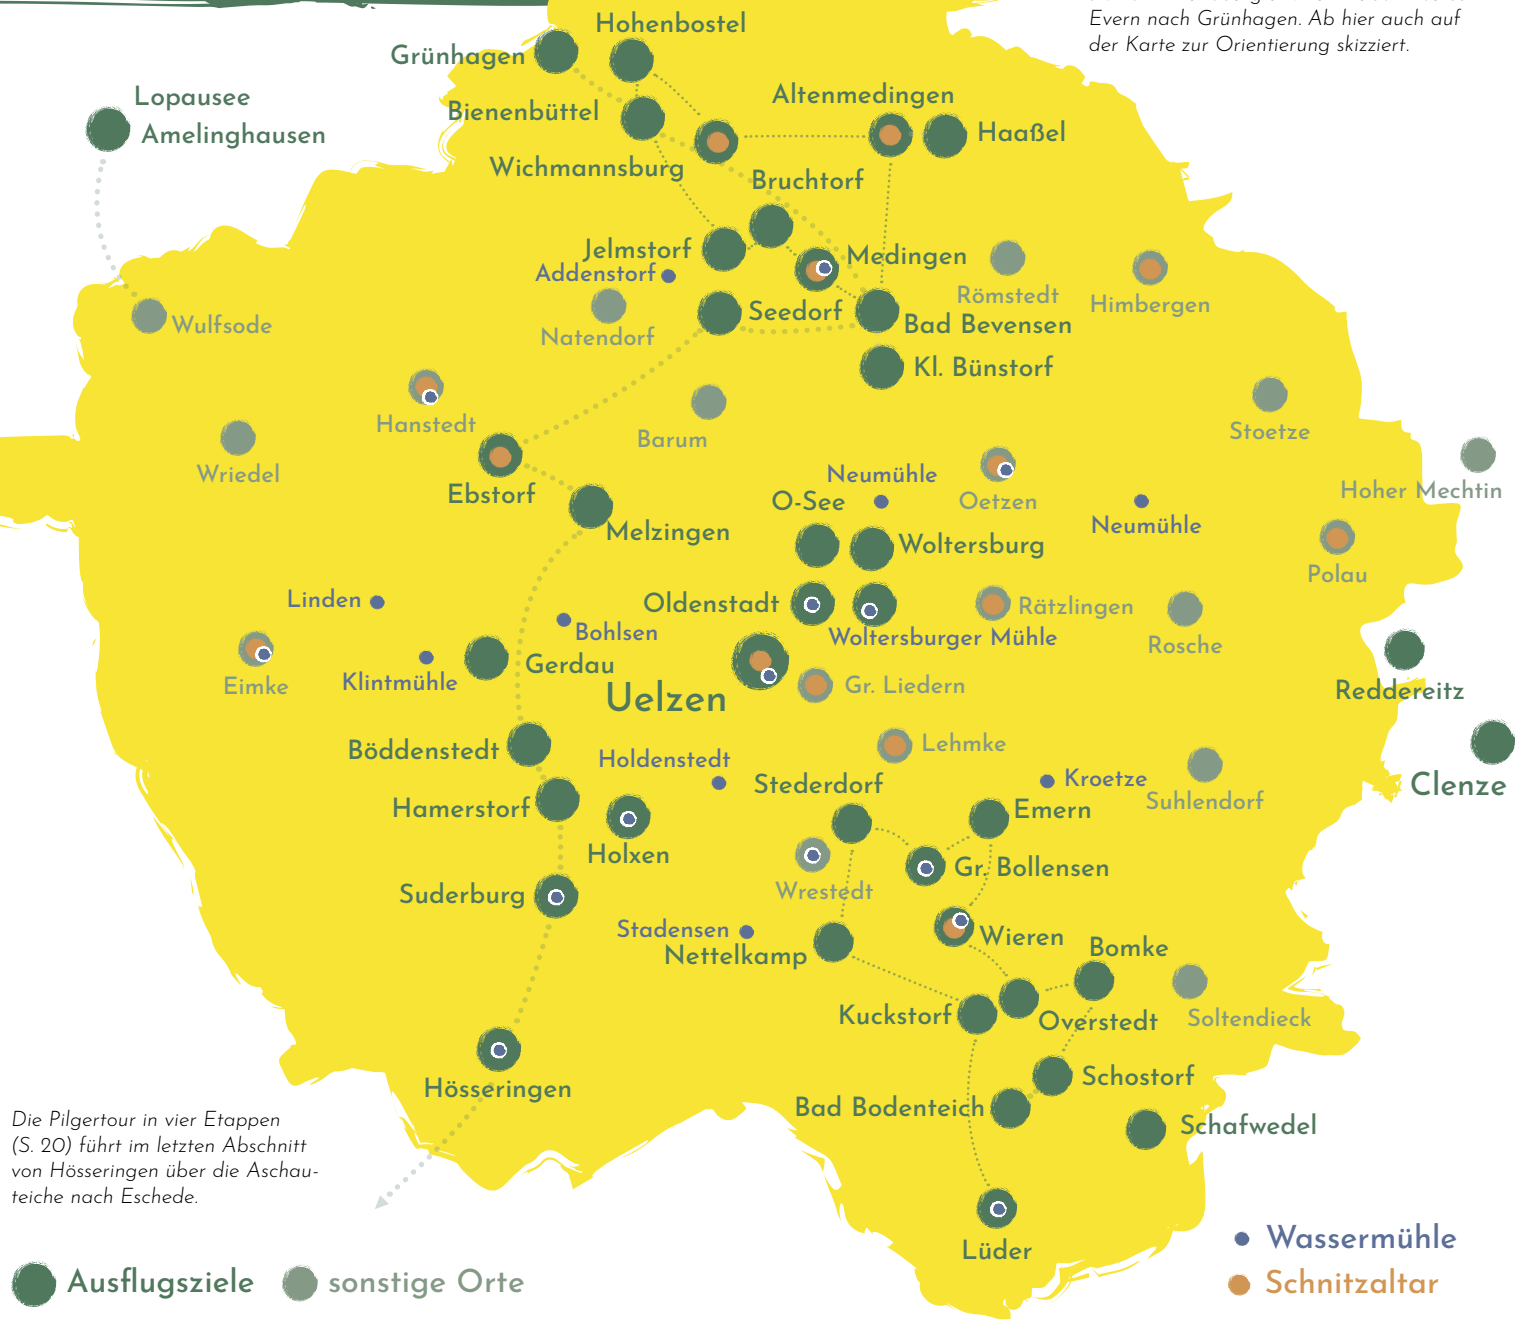 Evern nach Grünhagen. Ab hier auch auf
der Karte zur Orientierung skizziert.
Hohenbostel
Grünhagen
Lopausee
Amelinghausen
Bienenbüttel
Altenmedingen
Haaßel
Wichmannsburg
Bruchtorf
Jelmstorf
Medingen
Addenstorf
Römstedt
Himbergen
Natendorf
Seedorf
Bad Bevensen
Wulfsode
Kl. Bünstorf
Hanstedt
Barum
Stoetze
Wriedel
Ebstorf
Neumühle
O-See
Oetzen
Neumühle
Hoher Mechtin
Melzingen
Woltersburg
Polau
Linden
Oldenstadt
Rätzlingen
Bohlsen
Woltersburger Mühle
Rosche
Eimke
Klintmühle
Gerdau
Uelzen
Gr. Liedern
Reddereitz
Böddenstedt
Holdenstedt
Lehmke
Stederdorf
Kroetze
Suhlendorf
Clenze
Hamerstorf
Emern
Holxen
Gr. Bollensen
Wrestedt
Suderburg
Stadensen
Nettelkamp
Wieren
Bomke
Kuckstorf
Overstedt
Soltendieck
Hösseringen
Schostorf
Bad Bodenteich
Schafwedel
Die Pilgertour in vier Etappen
(S. 20) führt im letzten Abschnitt
von Hösseringen über die Aschau-
teiche nach Eschede.
Lüder
Wassermühle
Ausflugsziele
sonstige Orte
Schnitzaltar